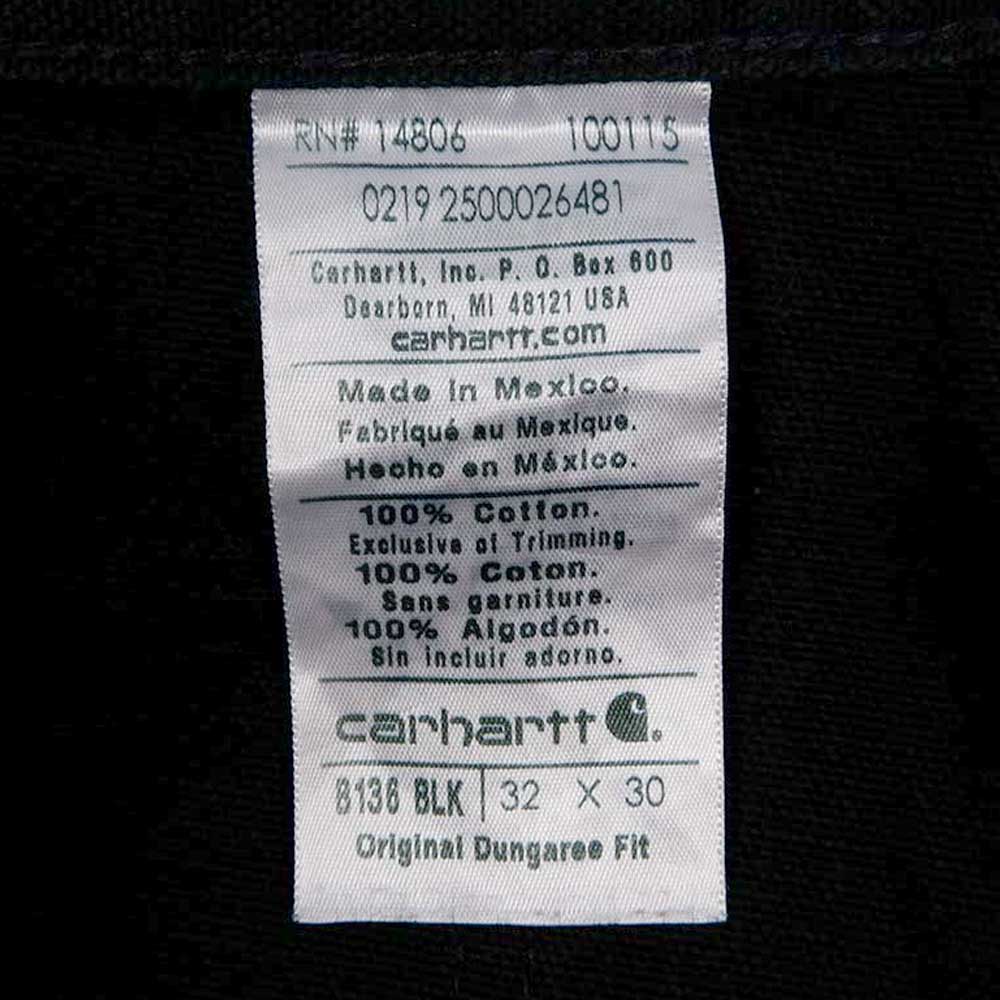 RN# 14806 100115
0219 2500026481
Carhartt, Inc. P. O. Box 600
Dearborn, MI 48121 USA
carhartt.com
Made in Mexico.
Fabriqué au Mexique.
Hecho en México.
100% Cotton.
Exclusive of Trimming.
100% Coton.
Sans garniture.
100% Algodón.
Sin incluir adorno.
carhartt
B136 BLK | 32 X 30
Original Dungaree Fit